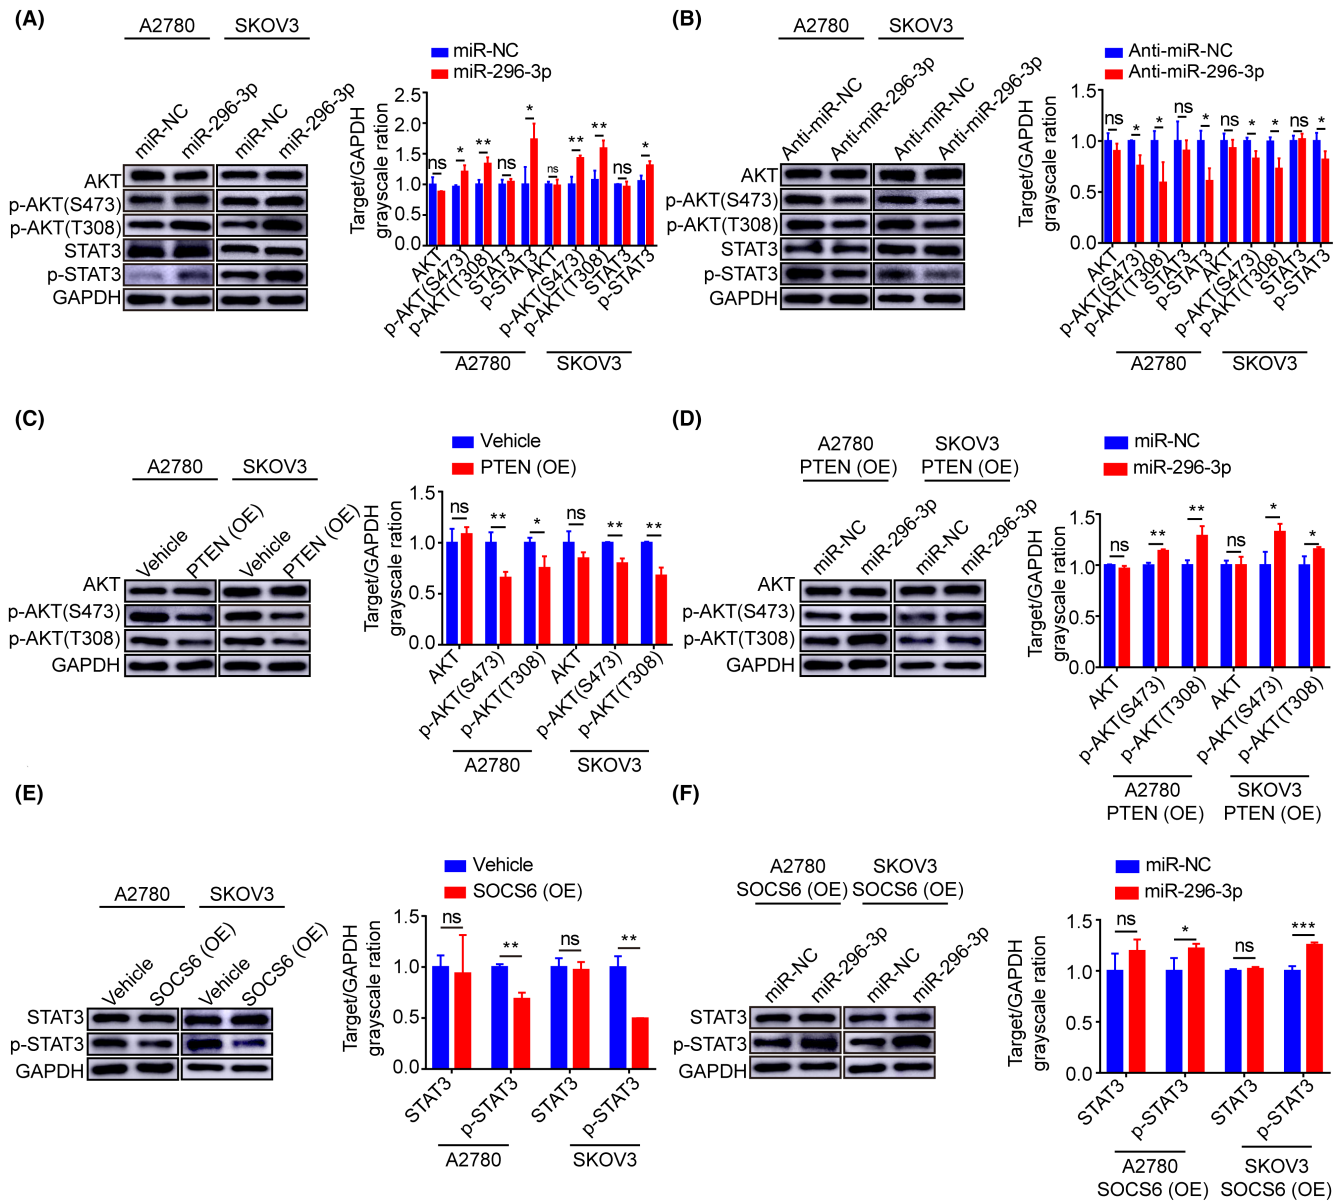 (A)
A2780 SKOV3
miR-NC miR-296-3p miR-NC miR-296-3p
AKT
p-AKT(S473)
p-AKT(T308)
STAT3
p-STAT3
GAPDH
miR-NC
miR-296-3p
Target/GAPDH
grayscale ration
2.5
2.0
1.5
1.0
0.5
0.0
ns * ** ns * ns ** ** ns *
AKT p-AKT(S473) p-AKT(T308) STAT3 p-STAT3 AKT p-AKT(S473) p-AKT(T308) STAT3 p-STAT3
A2780 SKOV3
(B)
A2780 SKOV3
Anti-miR-NC Anti-miR-296-3p Anti-miR-NC Anti-miR-296-3p
AKT
p-AKT(S473)
p-AKT(T308)
STAT3
p-STAT3
GAPDH
Anti-miR-NC
Anti-miR-296-3p
Target/GAPDH
grayscale ration
1.5
1.0
0.5
0.0
ns * * ns * ns * * ns *
AKT p-AKT(S473) p-AKT(T308) STAT3 p-STAT3 AKT p-AKT(S473) p-AKT(T308) STAT3 p-STAT3
A2780 SKOV3
(C)
A2780 SKOV3
Vehicle PTEN (OE) Vehicle PTEN (OE)
AKT
p-AKT(S473)
p-AKT(T308)
GAPDH
Vehicle
PTEN (OE)
Target/GAPDH
grayscale ration
1.5
1.0
0.5
0.0
ns ** * ns ** **
AKT p-AKT(S473) p-AKT(T308) AKT p-AKT(S473) p-AKT(T308)
A2780 SKOV3
(D)
A2780 SKOV3
PTEN (OE) PTEN (OE)
miR-NC miR-296-3p miR-NC miR-296-3p
AKT
p-AKT(S473)
p-AKT(T308)
GAPDH
miR-NC
miR-296-3p
Target/GAPDH
grayscale ration
1.5
1.0
0.5
0.0
ns ** ** ns * *
AKT p-AKT(S473) p-AKT(T308) AKT p-AKT(S473) p-AKT(T308)
A2780 SKOV3
PTEN (OE) PTEN (OE)
(E)
A2780 SKOV3
Vehicle SOCS6 (OE) Vehicle SOCS6 (OE)
STAT3
p-STAT3
GAPDH
Vehicle
SOCS6 (OE)
Target/GAPDH
grayscale ration
1.5
1.0
0.5
0.0
ns ** ns **
STAT3 p-STAT3 STAT3 p-STAT3
A2780 SKOV3
(F)
A2780 SKOV3
SOCS6 (OE) SOCS6 (OE)
miR-NC miR-296-3p miR-NC miR-296-3p
STAT3
p-STAT3
GAPDH
miR-NC
miR-296-3p
Target/GAPDH
grayscale ration
1.5
1.0
0.5
0.0
ns * ns ***
STAT3 p-STAT3 STAT3 p-STAT3
A2780 SKOV3
SOCS6 (OE) SOCS6 (OE)